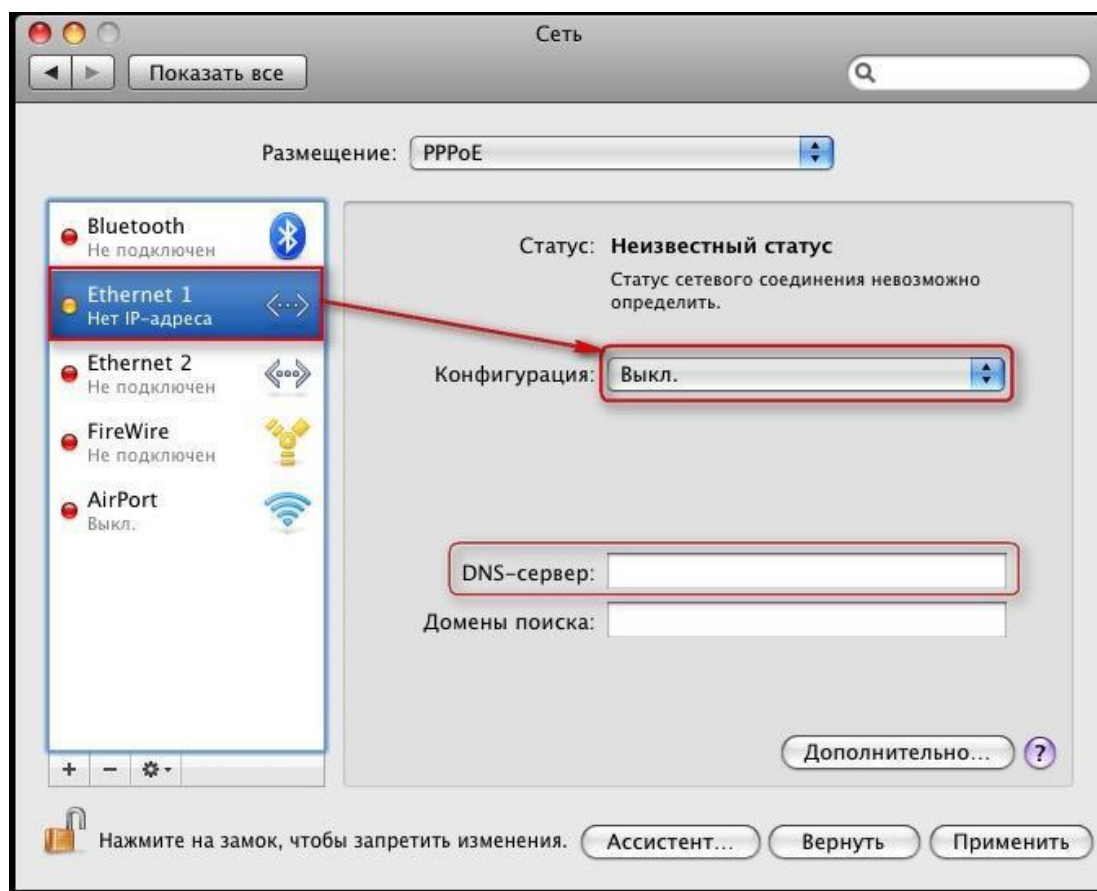 Сеть
Показать все
Размещение: PPPoE
Bluetooth
Не подключен
Ethernet 1
Нет IP-адреса
Ethernet 2
Не подключен
FireWire
Не подключен
AirPort
Выкл.
Статус: Неизвестный статус
Статус сетевого соединения невозможно
определить.
Конфигурация: Выкл.
DNS-сервер:
Домены поиска:
Дополнительно... ?
+ −
Нажмите на замок, чтобы запретить изменения. Ассистент... Вернуть Применить